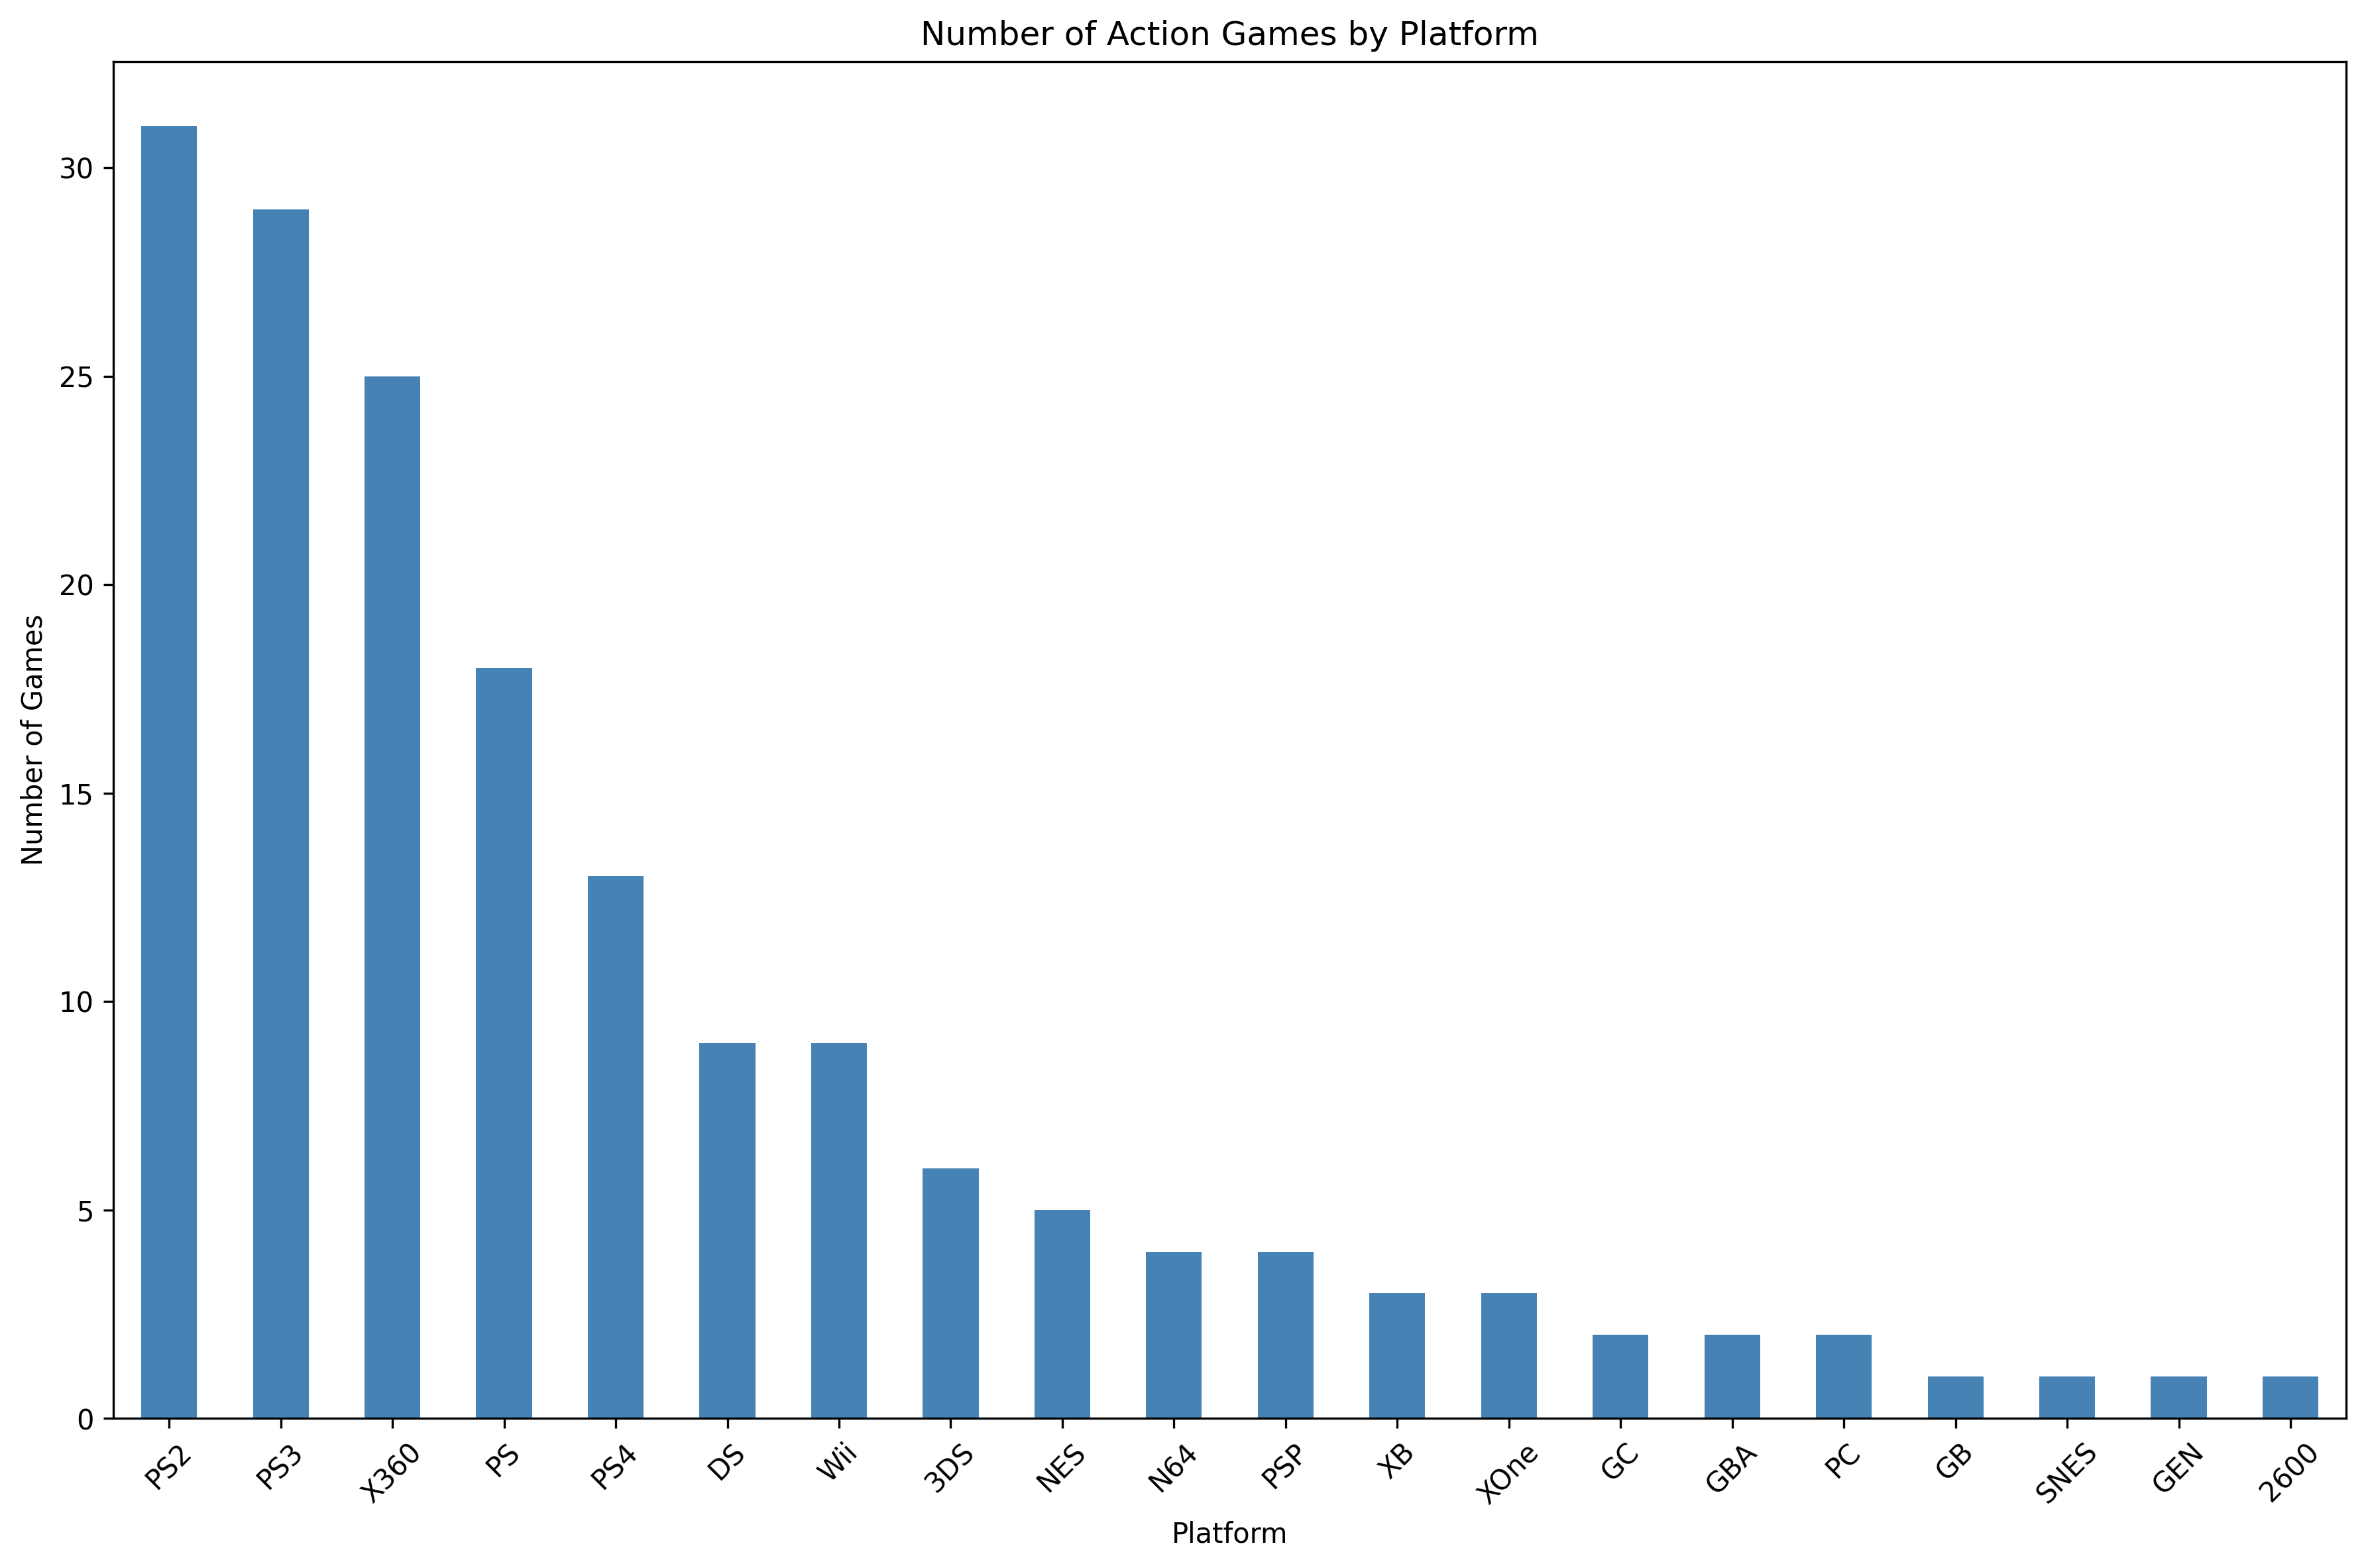 Number of Action Games by Platform
Number of Games
30
25
20
15
10
5
0
PS2
PS3
X360
PS
PS4
DS
Wii
3DS
NES
N64
PSP
XB
XOne
GC
GBA
PC
GB
SNES
GEN
2600
Platform